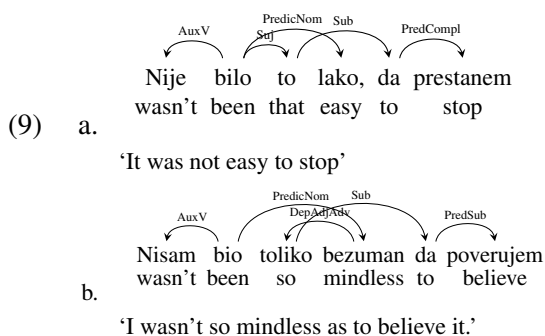 AuxV PredicNom Suj Sub PredCompl
Nije bilo to lako, da prestanem
wasn't been that easy to stop
(9) a.
'It was not easy to stop'
AuxV PredicNom DepAdjAdv Sub PredSub
Nisam bio toliko bezuman da poverujem
wasn't been so mindless to believe
b.
'I wasn't so mindless as to believe it.'